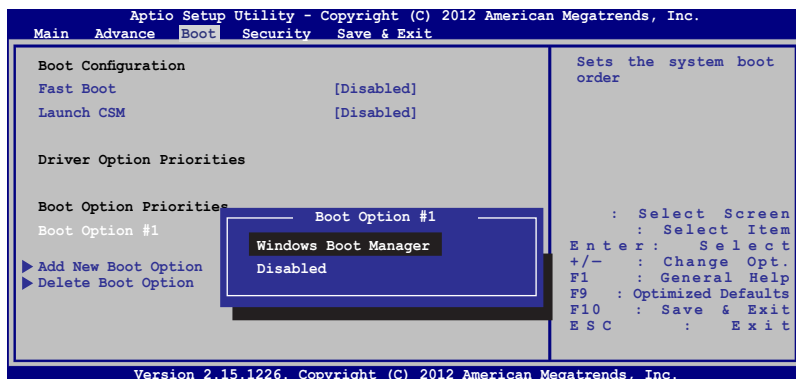 Aptio Setup Utility - Copyright (C) 2012 American Megatrends, Inc.
Main Advance Boot Security Save & Exit
Boot Configuration
Fast Boot [Disabled]
Launch CSM [Disabled]
Driver Option Priorities
Boot Option Priorities
Boot Option #1
Add New Boot Option
Delete Boot Option
Boot Option #1
Windows Boot Manager
Disabled
Sets the system boot
order
: Select Screen
: Select Item
Enter: Select
+/— : Change Opt.
F1 : General Help
F9 : Optimized Defaults
F10 : Save & Exit
ESC : Exit
Version 2.15.1226. Copyright (C) 2012 American Megatrends, Inc.